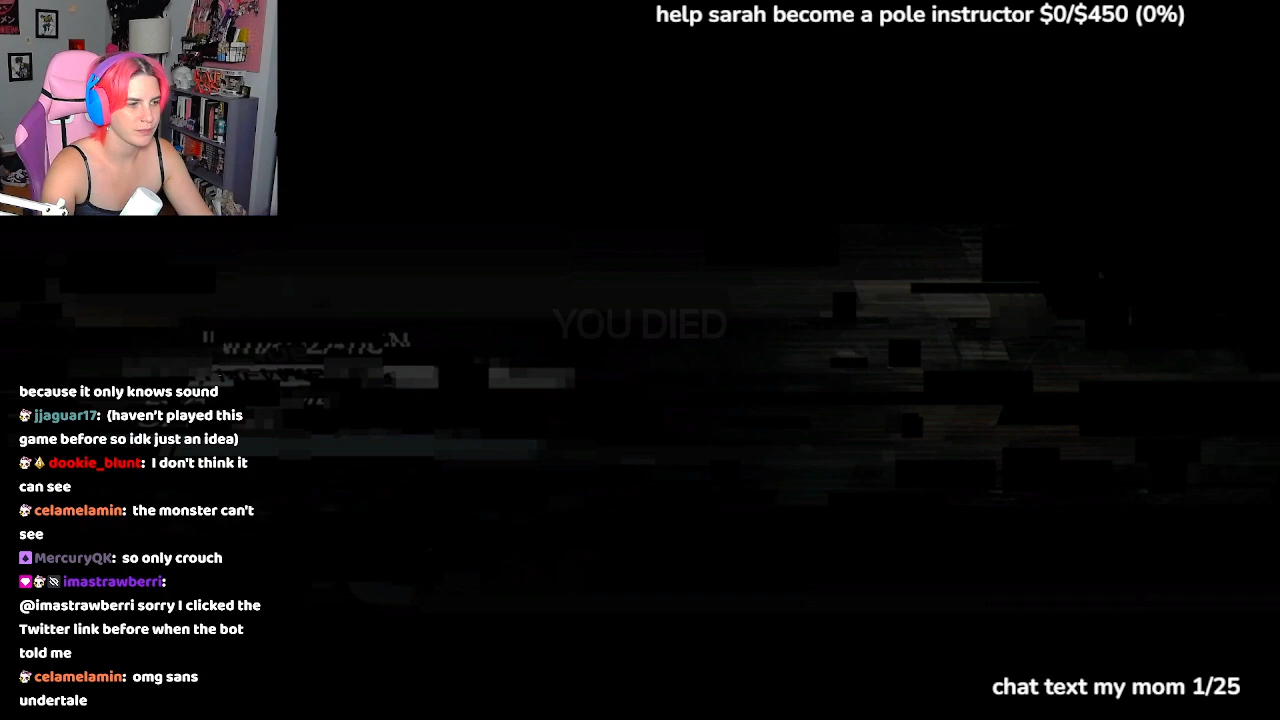 help sarah become a pole instructor $0/$450 (0%)
YOU DIED
because it only knows sound
jjaguar17: (haven't played this
game before so idk just an idea)
dookie_blunt: I don't think it
can see
celamelamin: the monster can't
see
MercuryQK: so only crouch
imastrawberri:
@imastrawberri sorry I clicked the
Twitter link before when the bot
told me
celamelamin: omg sans
undertale
chat text my mom 1/25